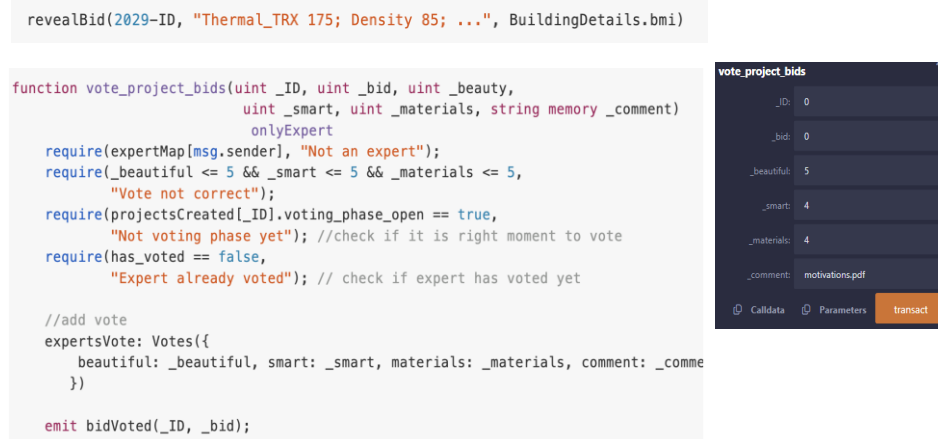 revealBid(2029-ID, "Thermal_TRX 175; Density 85; ...", BuildingDetails.bmi)
function vote_project_bids(uint _ID, uint _bid, uint _beauty,
uint _smart, uint _materials, string memory _comment)
onlyExpert
require(expertMap[msg.sender], "Not an expert");
require(_beautiful <= 5 && _smart <= 5 && _materials <= 5,
"Vote not correct");
require(projectsCreated[_ID].voting_phase_open == true,
"Not voting phase yet"); //check if it is right moment to vote
require(has_voted == false,
"Expert already voted"); // check if expert has voted yet
//add vote
expertsVote: Votes({
beautiful: _beautiful, smart: _smart, materials: _materials, comment: _comme
})
emit bidVoted(_ID, _bid);
vote_project_bids
_ID: 0
_bid: 0
_beautiful: 5
_smart: 4
_materials: 4
_comment: motivations.pdf
Calldata Parameters transact